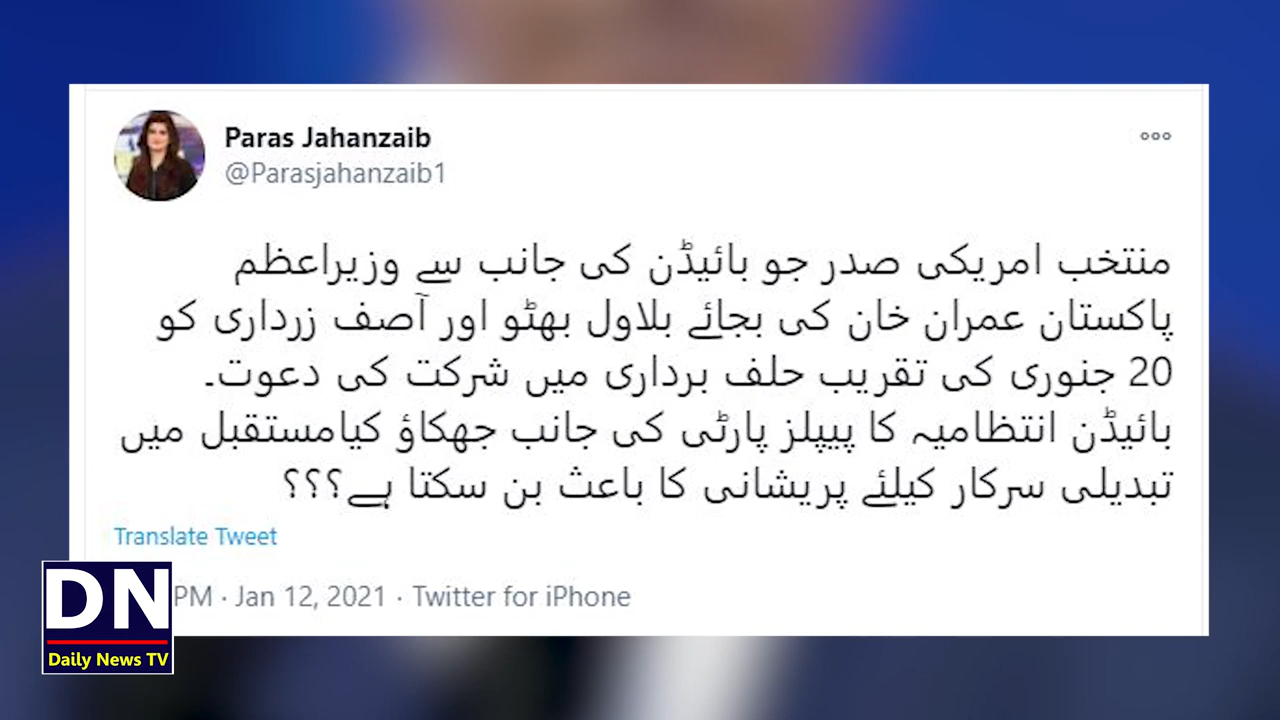 Paras Jahanzaib
@Parasjahanzaib1
منتخب امریکی صدر جو بائیڈن کی جانب سے وزیراعظم
پاکستان عمران خان کی بجائے بلاول بھٹو اور آصف زرداری کو
20 جنوری کی تقریب حلف برداری میں شرکت کی دعوت۔
بائیڈن انتظامیہ کا پیپلز پارٹی کی جانب جھکاؤ کیامستقبل میں
تبدیلی سرکار کیلئے پریشانی کا باعث بن سکتا ہے؟؟؟
Translate Tweet
PM · Jan 12, 2021 · Twitter for iPhone
DN
Daily News TV